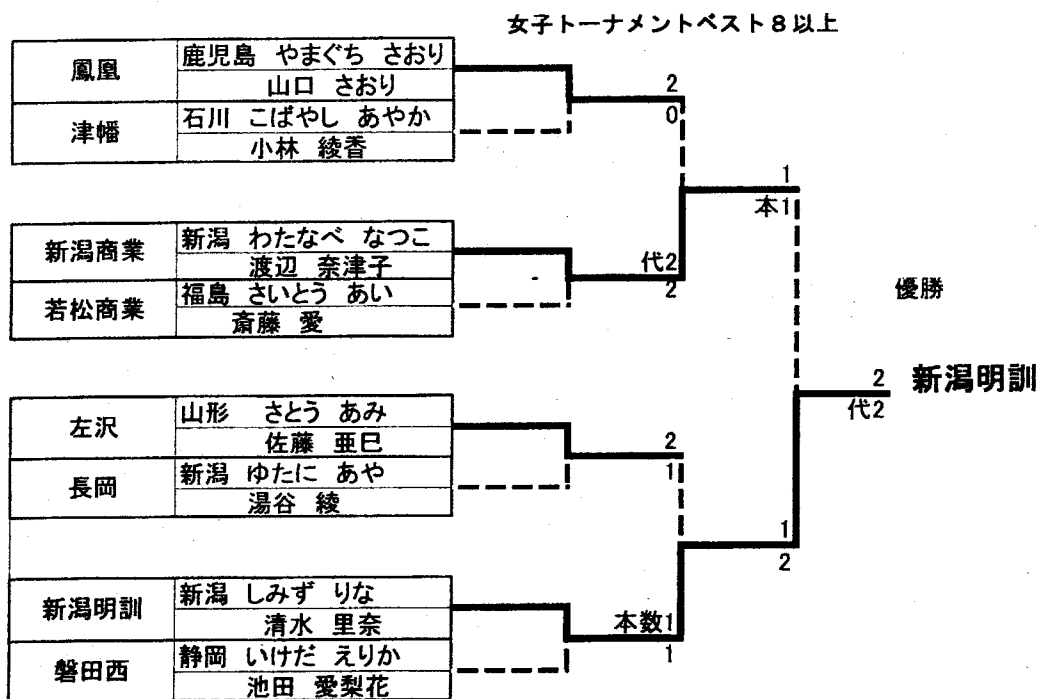 女子トーナメントベスト8以上
鳳凰
鹿児島 やまぐち さおり
山口 さおり
2
0
津幡
石川 こばやし あやか
小林 綾香
1
本1
新潟商業
新潟 わたなべ なつこ
渡辺 奈津子
代2
2
若松商業
福島 さいとう あい
斎藤 愛
優勝
2
代2
新潟明訓
左沢
山形 さとう あみ
佐藤 亜巳
2
1
長岡
新潟 ゆたに あや
湯谷 綾
1
2
新潟明訓
新潟 しみず りな
清水 里奈
本数1
1
磐田西
静岡 いけだ えりか
池田 愛梨花